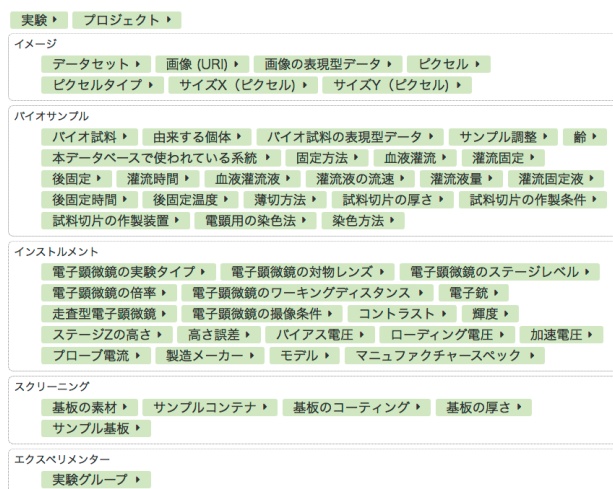 実験 プロジェクト
イメージ
データセット 画像 (URI) 画像の表現型データ ピクセル
ピクセルタイプ サイズX（ピクセル) サイズY（ピクセル)
バイオサンプル
バイオ試料 由来する個体 バイオ試料の表現型データ サンプル調整 齢
本データベースで使われている系統 固定方法 血液灌流 灌流固定
後固定 灌流時間 血液灌流液 灌流液の流速 灌流液量 灌流固定液
後固定時間 後固定温度 薄切方法 試料切片の厚さ 試料切片の作製条件
試料切片の作製装置 電顕用の染色法 染色方法
インストルメント
電子顕微鏡の実験タイプ 電子顕微鏡の対物レンズ 電子顕微鏡のステージレベル
電子顕微鏡の倍率 電子顕微鏡のワーキングディスタンス 電子銃
走査型電子顕微鏡 電子顕微鏡の撮像条件 コントラスト 輝度
ステージZの高さ 高さ誤差 バイアス電圧 ローディング電圧 加速電圧
プローブ電流 製造メーカー モデル マニュファクチャースペック
スクリーニング
基板の素材 サンプルコンテナ 基板のコーティング 基板の厚さ
サンプル基板
エクスペリメンター
実験グループ